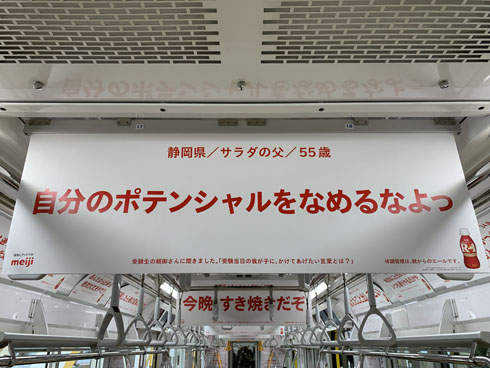 静岡県／サラダの父／55歳
自分のポテンシャルをなめるなよっ
meiji
受験生の親御さんに聞きました。「受験当日の我が子に、かけてあげたい言葉とは？」
体調管理は、親からのエールです。
R-1
今晩、すき焼きだぞ